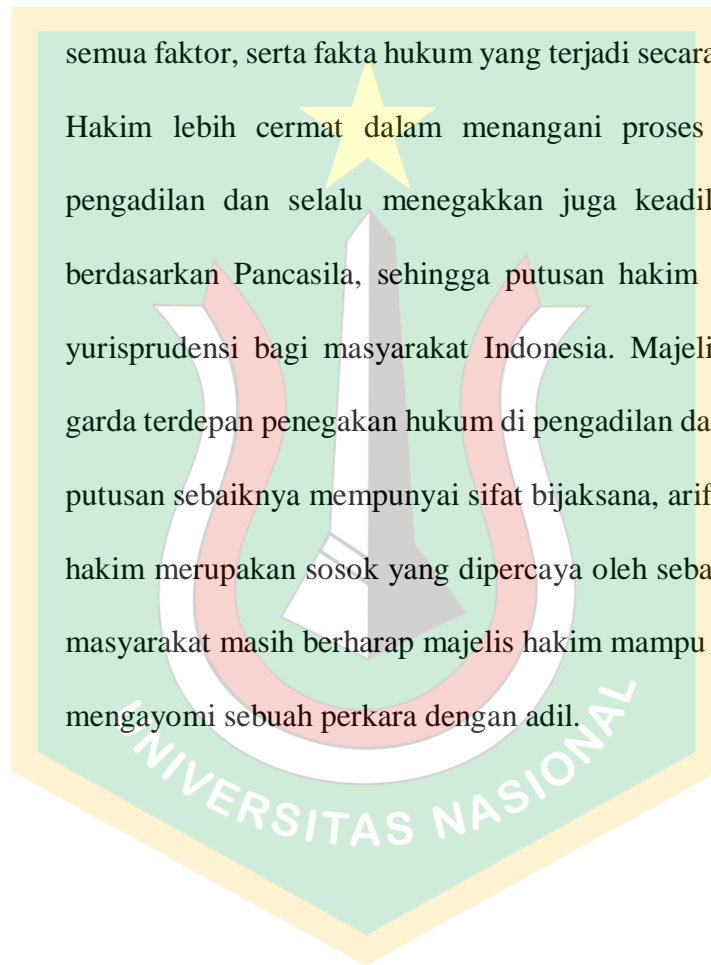 semua faktor, serta fakta hukum yang terjadi secara
Hakim lebih cermat dalam menangani proses
pengadilan dan selalu menegakkan juga keadil
berdasarkan Pancasila, sehingga putusan hakim
yurisprudensi bagi masyarakat Indonesia. Majeli
garda terdepan penegakan hukum di pengadilan da
putusan sebaiknya mempunyai sifat bijaksana, arif
hakim merupakan sosok yang dipercaya oleh seba
masyarakat masih berharap majelis hakim mampu
mengayomi sebuah perkara dengan adil.
UNIVERSITAS NASIONAL